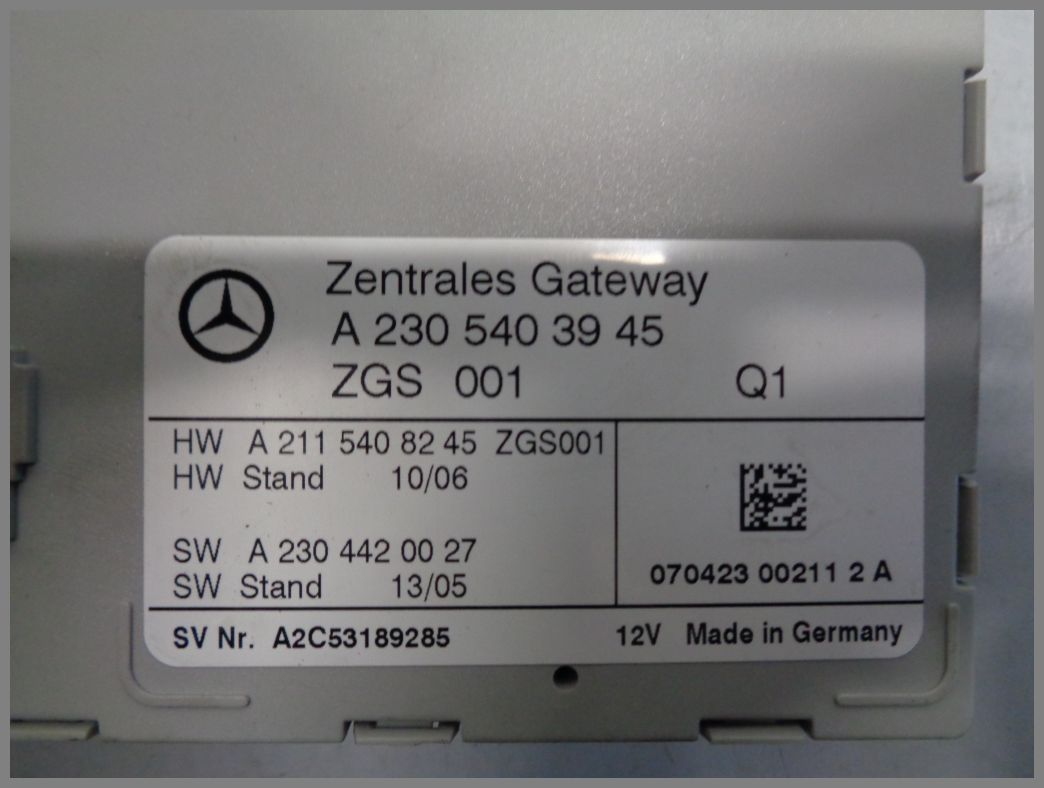 Zentrales Gateway
A 230 540 39 45
ZGS 001 Q1
HW A 211 540 82 45 ZGS001
HW Stand 10/06
SW A 230 442 00 27
SW Stand 13/05
070423 00211 2 A
SV Nr. A2C53189285 12V Made in Germany